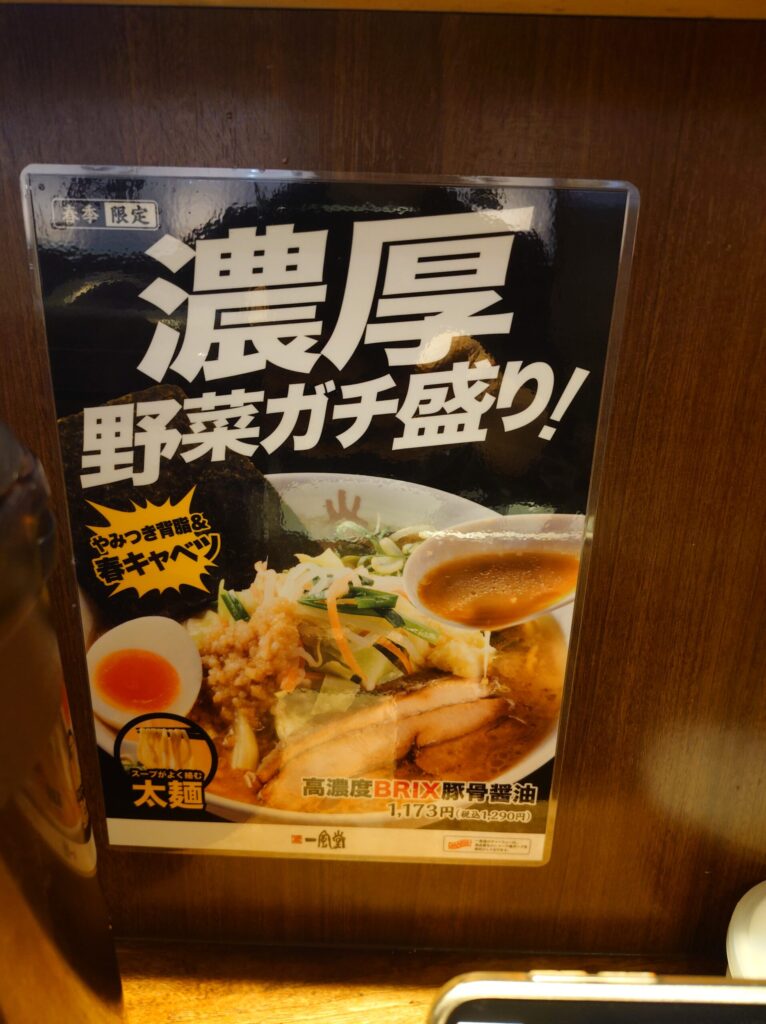 春季 限定
濃厚
野菜ガチ盛り!
やみつき背脂&
春キャベツ
スープがよく絡む
太麺
高濃度BRIX豚骨醤油
1,173円(税込1,290円)
一風堂